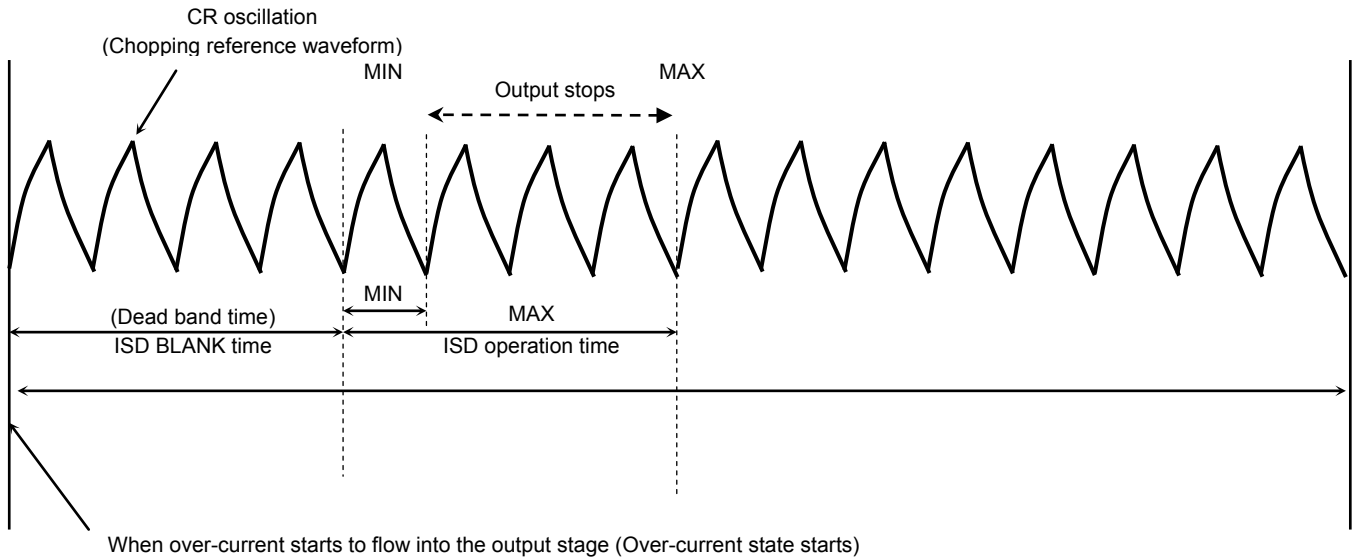 CR oscillation
(Chopping reference waveform)
MIN
MAX
Output stops
MIN
(Dead band time)
MAX
ISD BLANK time
ISD operation time
When over-current starts to flow into the output stage (Over-current state starts)